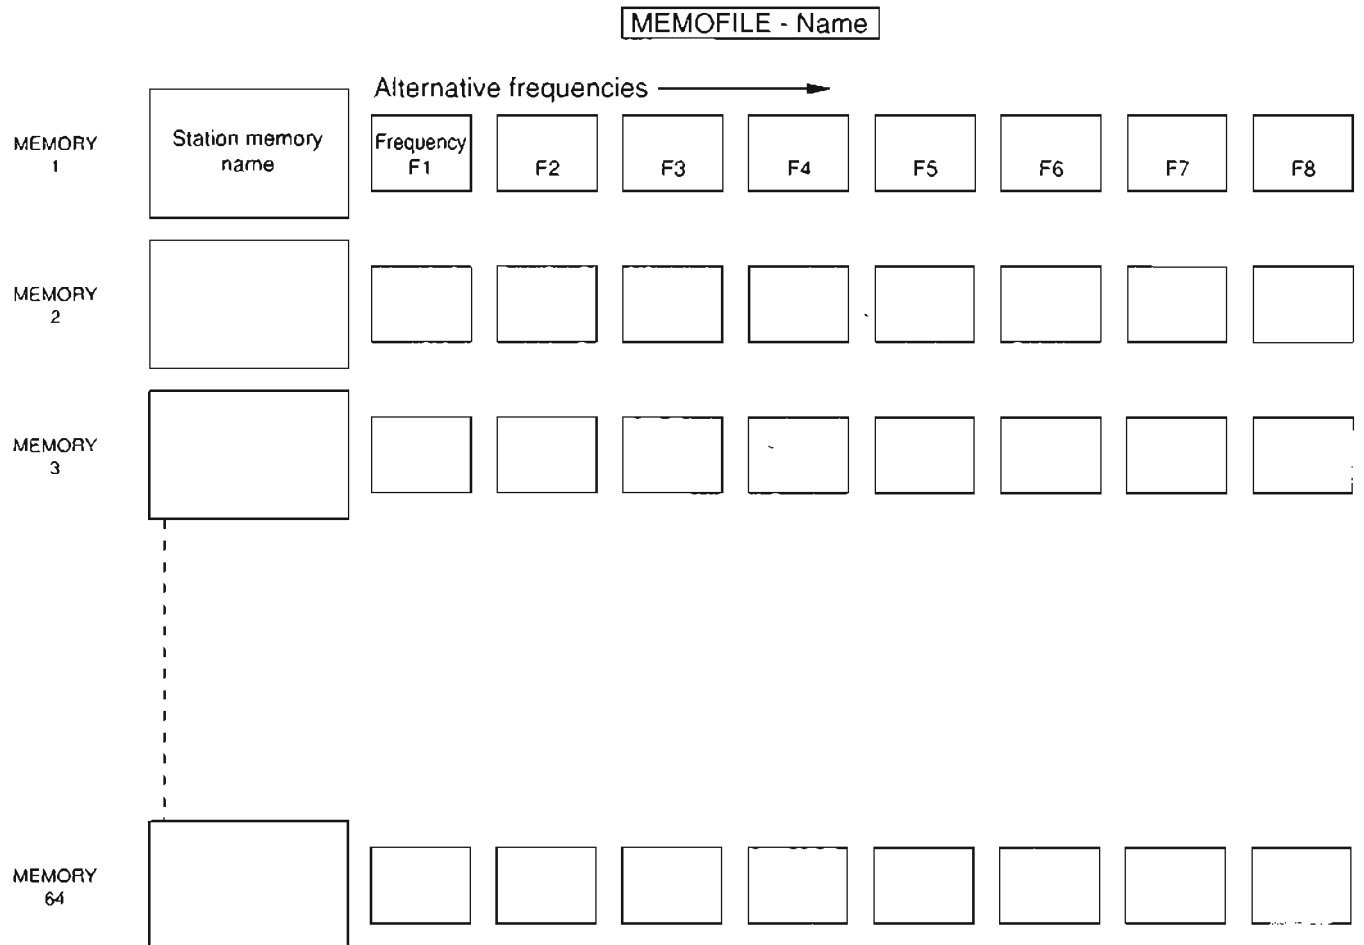 MEMOFILE - Name
Alternative frequencies
MEMORY
1
Station memory
name
Frequency
F1
F2
F3
F4
F5
F6
F7
F8
MEMORY
2
MEMORY
3
MEMORY
64